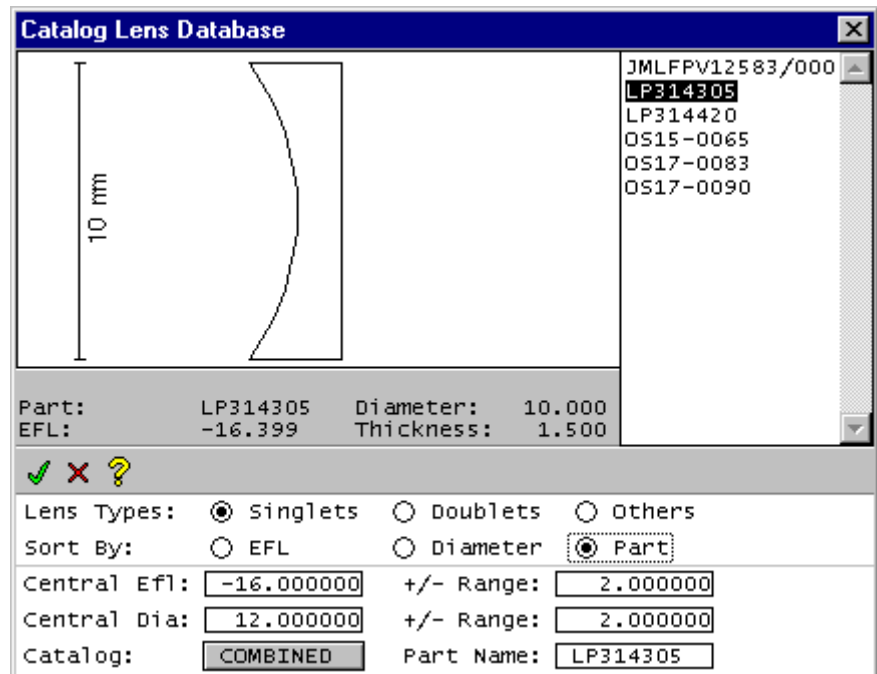 Catalog Lens Database
10 mm
JMLFPV12583/000
LP314305
LP314420
OS15-0065
OS17-0083
OS17-0090
Part: LP314305 Diameter: 10.000
EFL: -16.399 Thickness: 1.500
Lens Types: Singlets Doublets Others
Sort By: EFL Diameter Part
Central Efl: -16.000000 +/- Range: 2.000000
Central Dia: 12.000000 +/- Range: 2.000000
Catalog: COMBINED Part Name: LP314305